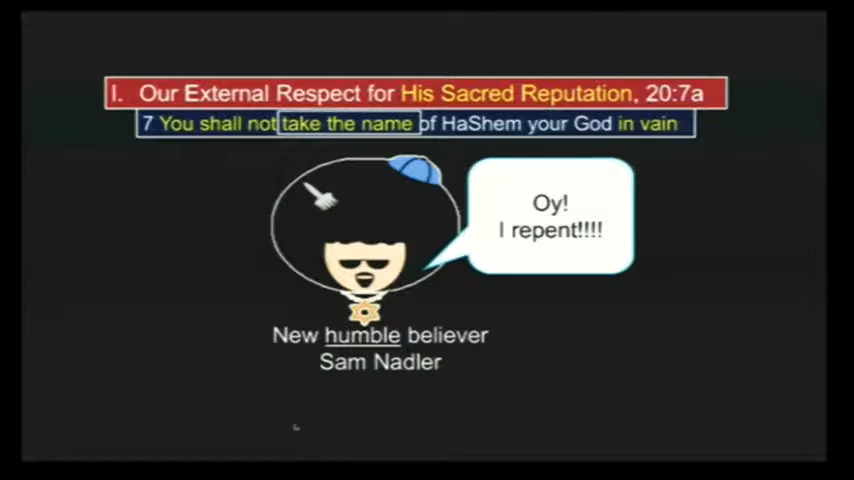 I. Our External Respect for His Sacred Reputation, 20:7a
7 You shall not take the name of HaShem your God in vain
Oy!
I repent!!!!
New humble believer
Sam Nadler